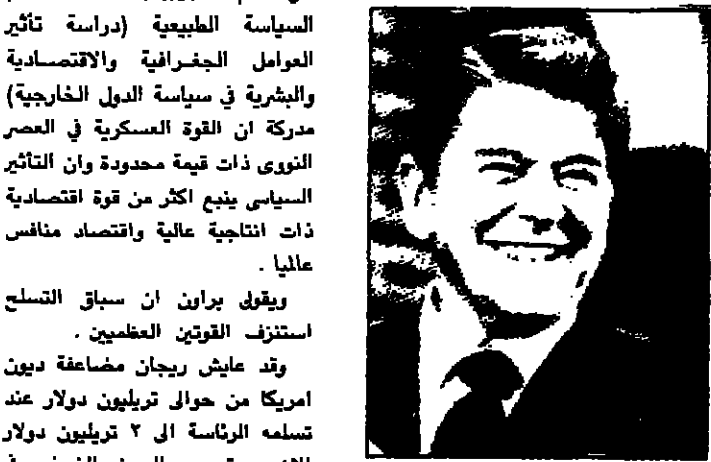 السياسة الطبيعية (دراسة تأثير
العوامل الجغرافية والاقتصادية
والبشرية في سياسة الدول الخارجية)
مدركة ان القوة العسكرية في العصر
النووى ذات قيمة محدودة وان التأثير
السياسى ينبع اكثر من قوة اقتصادية
ذات انتاجية عالية واقتصاد منافس
عالميا .
ويقول براون ان سباق التسلح
استنزف القوتين العظميين .
وقد عايش ريجان مضاعفة ديون
امريكا من حوالى تريليون دولار عند
تسلمه الرئاسة الى ٢ تريليون دولار